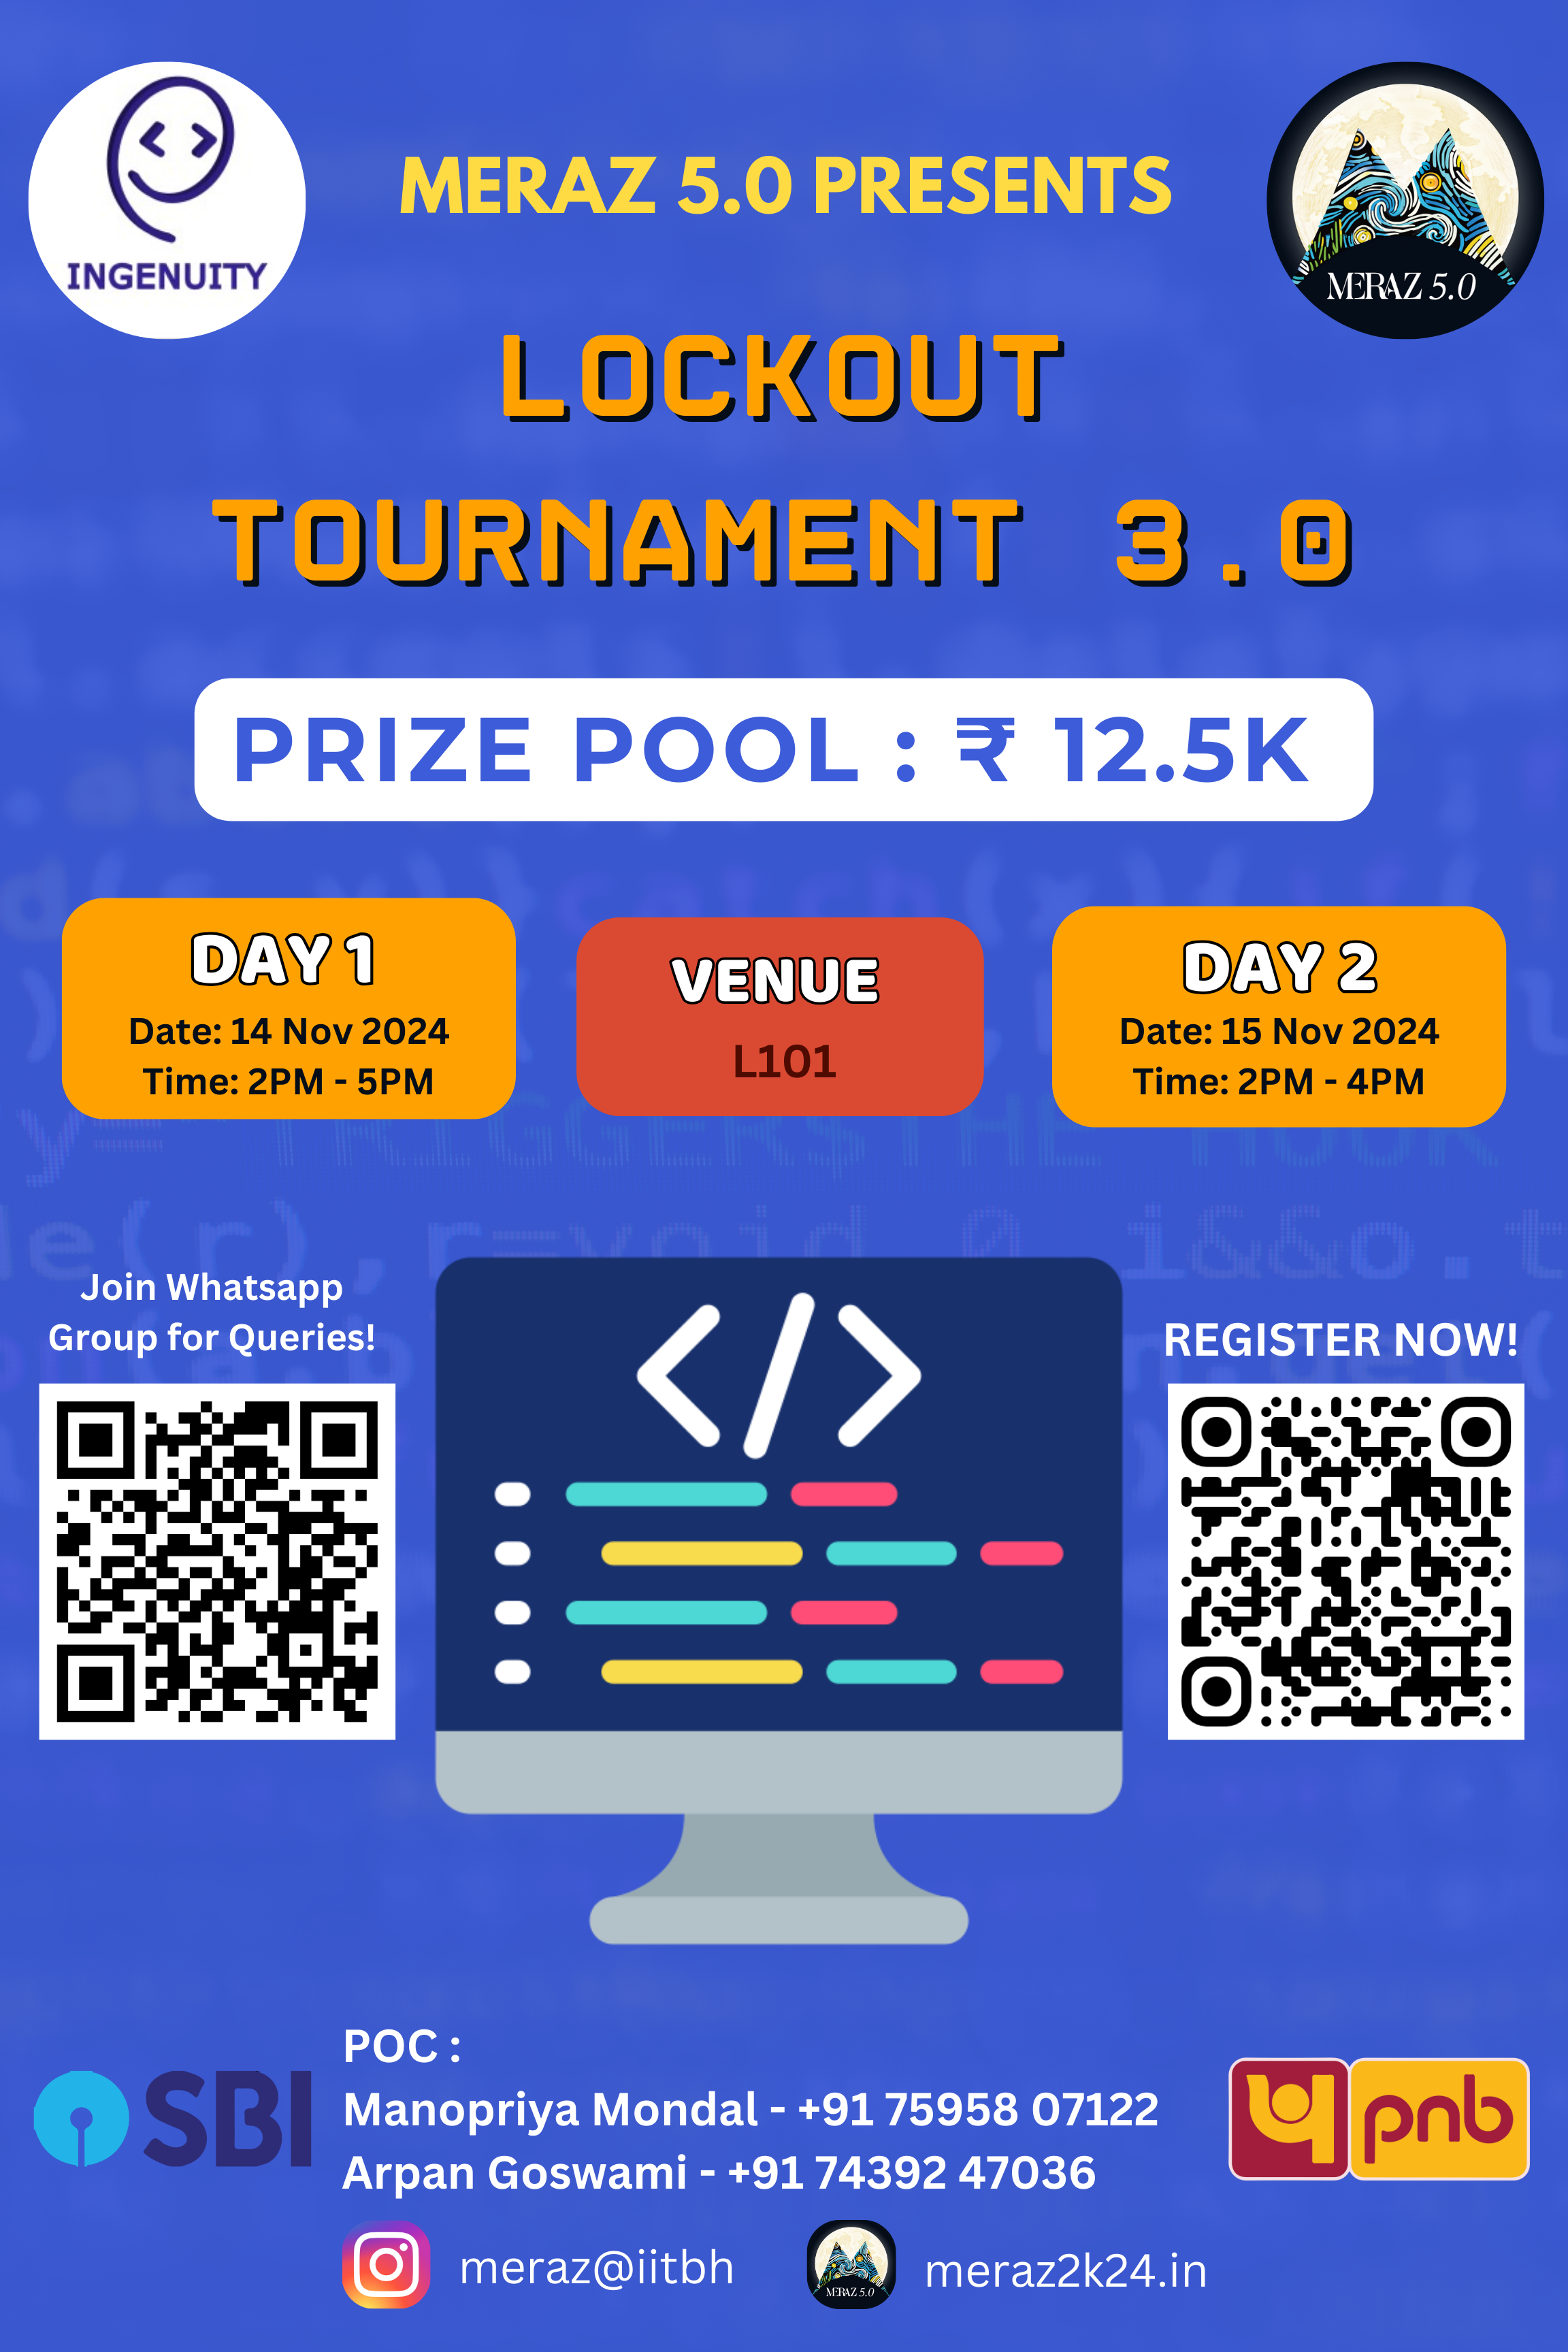 INGENUITY
MERAZ 5.0 PRESENTS
MERAZ 5.0
LOCKOUT
TOURNAMENT 3.0
PRIZE POOL : ₹ 12.5K
DAY 1
Date: 14 Nov 2024
Time: 2PM - 5PM
VENUE
L101
DAY 2
Date: 15 Nov 2024
Time: 2PM - 4PM
Join Whatsapp
Group for Queries!
REGISTER NOW!
</>
SBI
POC :
Manopriya Mondal - +91 75958 07122
Arpan Goswami - +91 74392 47036
pnb
meraz@iitbh
MERAZ 5.0
meraz2k24.in